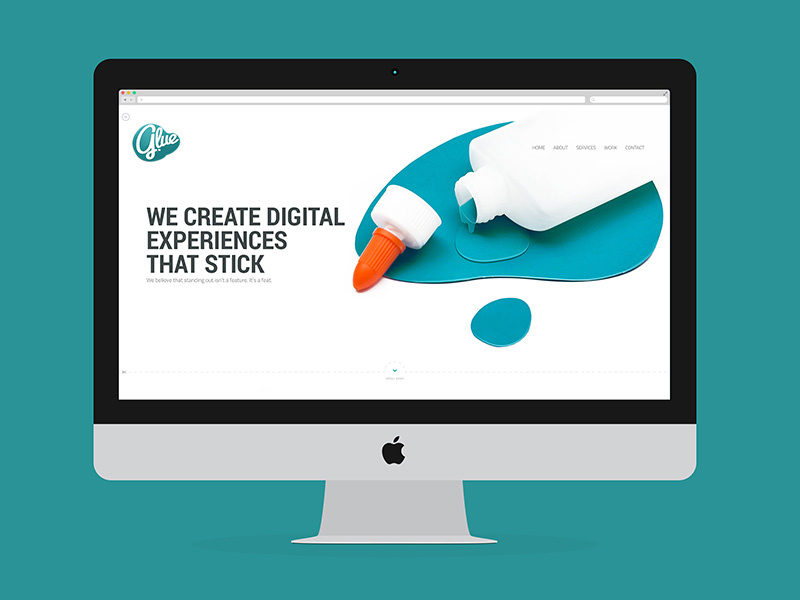 Glue
HOME ABOUT SERVICES WORK CONTACT
WE CREATE DIGITAL
EXPERIENCES
THAT STICK
We believe that standing out isn't a feature. It's a feat.